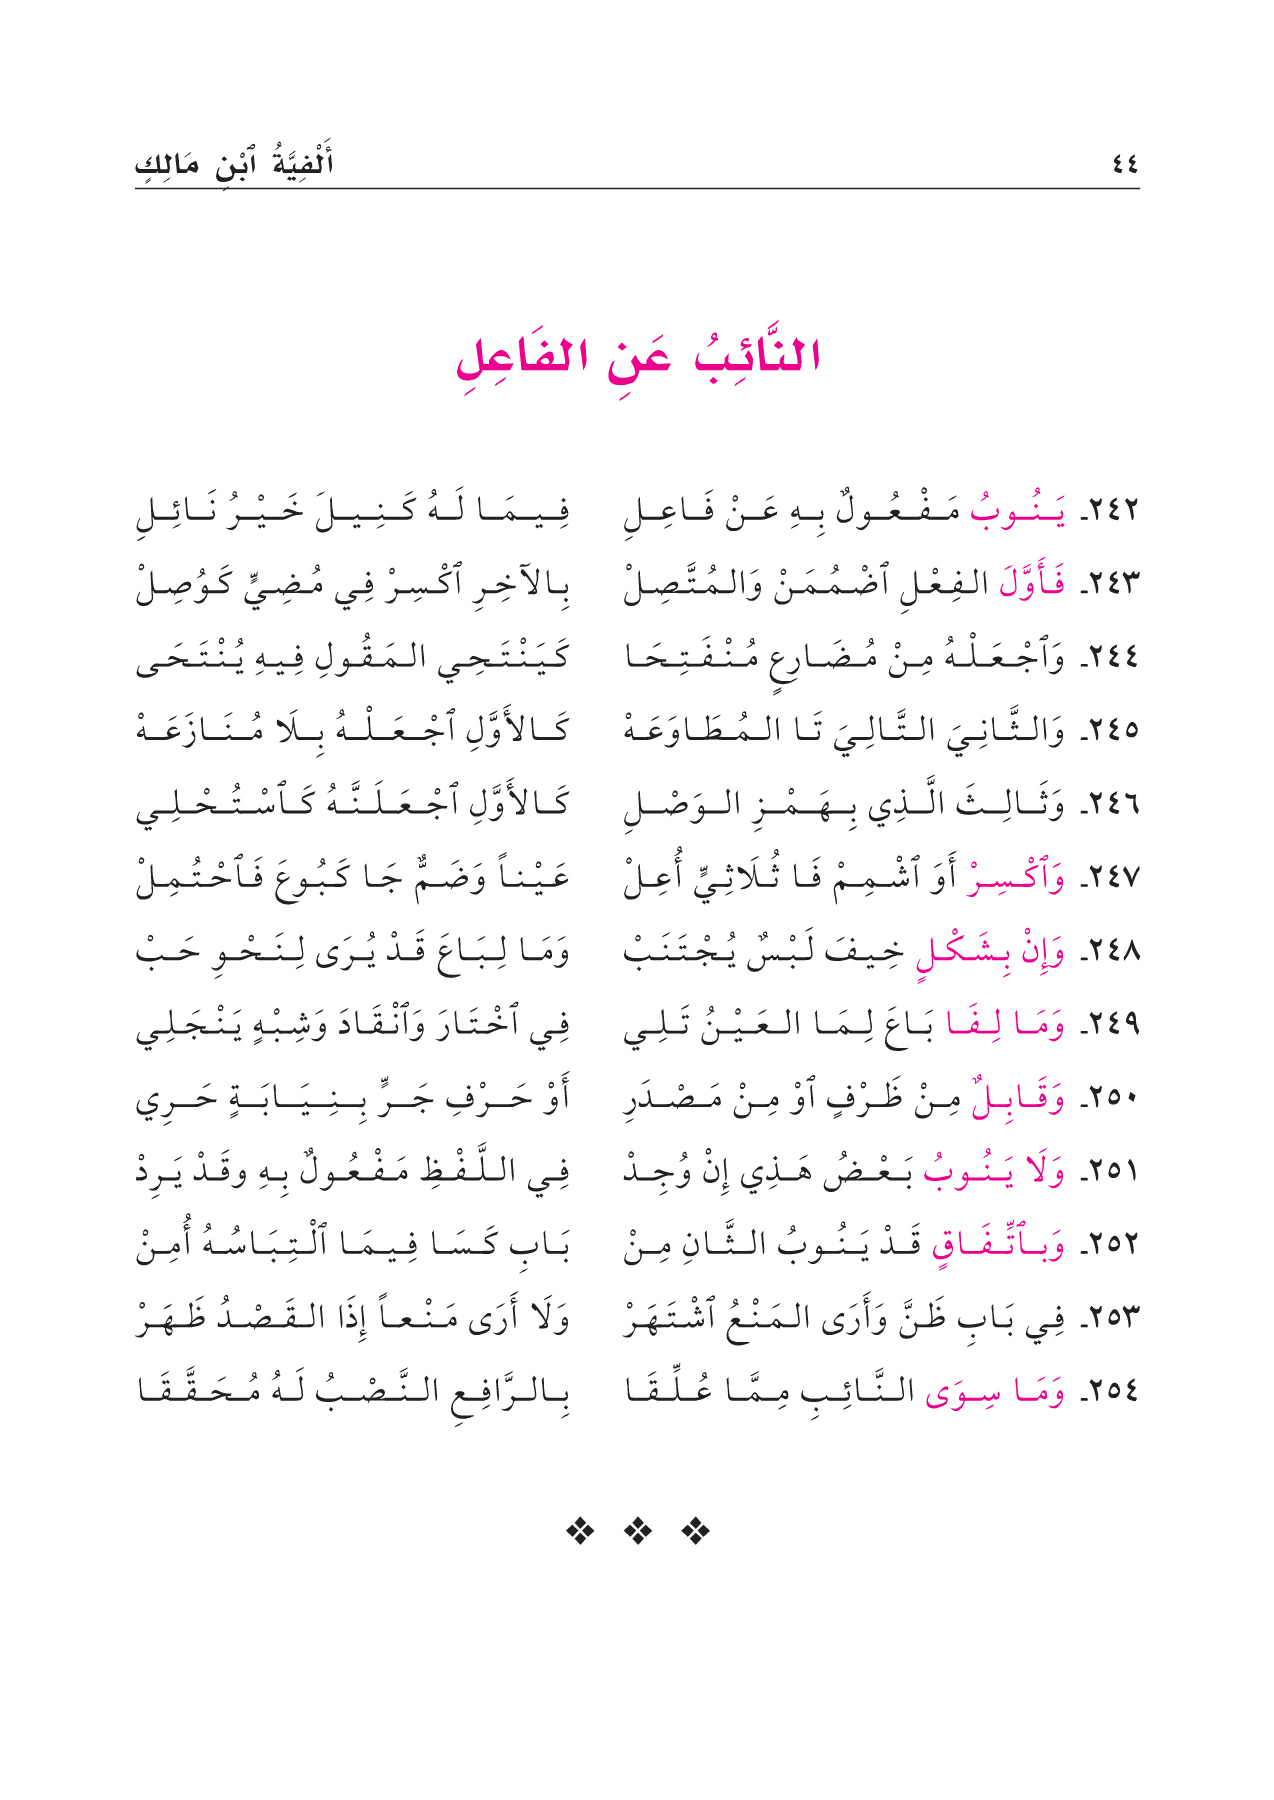 ٤٤ أَلْفِيَّةُ ٱبْنِ مَالِكٍ
النَّائِبُ عَنِ الفَاعِلِ
٢٤٢ـ يَنُوبُ مَفْعُولٌ بِهِ عَنْ فَاعِلِ فِيمَا لَهُ كَنِيلَ خَيْرُ نَائِلِ
٢٤٣ـ فَأَوَّلَ الفِعْلِ ٱضْمُمَنْ وَالمُتَّصِلْ بِالآخِرِ ٱكْسِرْ فِي مُضِيٍّ كَوُصِلْ
٢٤٤ـ وَٱجْعَلْهُ مِنْ مُضَارِعٍ مُنْفَتِحَا كَيَنْتَحِي المَقُولِ فِيهِ يُنْتَحَى
٢٤٥ـ وَالثَّانِيَ التَّالِيَ تَا المُطَاوَعَهْ كَالأَوَّلِ ٱجْعَلْهُ بِلَا مُنَازَعَهْ
٢٤٦ـ وَثَالِثَ الَّذِي بِهَمْزِ الوَصْلِ كَالأَوَّلِ ٱجْعَلَنَّهُ كَٱسْتُحْلِي
٢٤٧ـ وَٱكْسِرْ أَوَ ٱشْمِمْ فَا ثُلَاثِيٍّ أُعِلْ عَيْناً وَضَمٌّ جَا كَبُوعَ فَٱحْتُمِلْ
٢٤٨ـ وَإِنْ بِشَكْلٍ خِيفَ لَبْسٌ يُجْتَنَبْ وَمَا لِبَاعَ قَدْ يُرَى لِنَحْوِ حَبْ
٢٤٩ـ وَمَا لِفَا بَاعَ لِمَا العَيْنُ تَلِي فِي ٱخْتَارَ وَٱنْقَادَ وَشِبْهٍ يَنْجَلِي
٢٥٠ـ وَقَابِلٌ مِنْ ظَرْفٍ ٱوْ مِنْ مَصْدَرِ أَوْ حَرْفِ جَرٍّ بِنِيَابَةٍ حَرِي
٢٥١ـ وَلَا يَنُوبُ بَعْضُ هَذِي إِنْ وُجِدْ فِي اللَّفْظِ مَفْعُولٌ بِهِ وقَدْ يَرِدْ
٢٥٢ـ وَبٱتِّفَاقٍ قَدْ يَنُوبُ الثَّانِ مِنْ بَابِ كَسَا فِيمَا ٱلْتِبَاسُهُ أُمِنْ
٢٥٣ـ فِي بَابِ ظَنَّ وَأَرَى المَنْعُ ٱشْتَهَرْ وَلَا أَرَى مَنْعاً إِذَا القَصْدُ ظَهَرْ
٢٥٤ـ وَمَا سِوَى النَّائِبِ مِمَّا عُلِّقَا بِالرَّافِعِ النَّصْبُ لَهُ مُحَقَّقَا